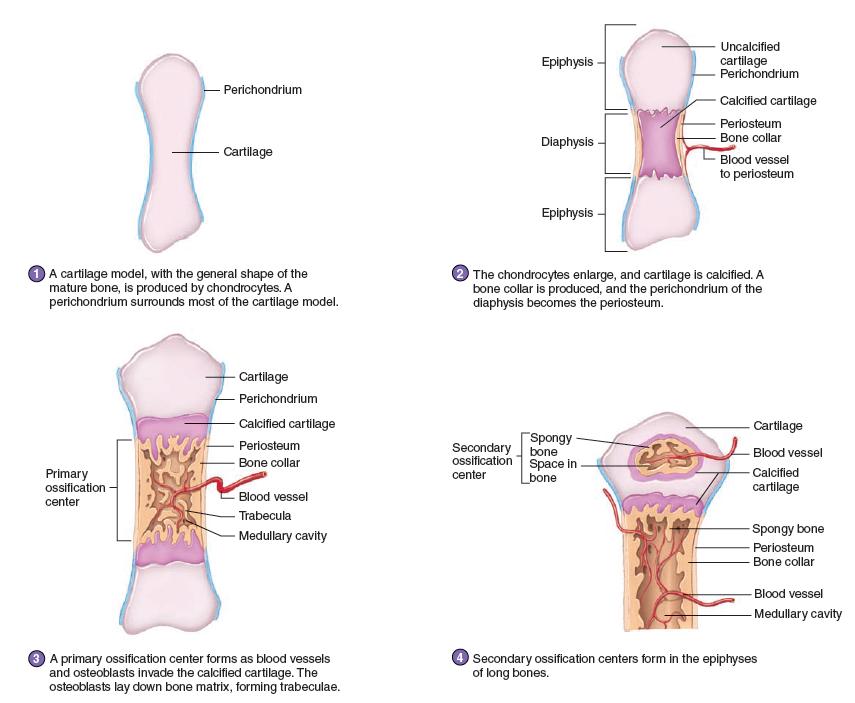 Perichondrium
Cartilage
1 A cartilage model, with the general shape of the
mature bone, is produced by chondrocytes. A
perichondrium surrounds most of the cartilage model.
Epiphysis
Diaphysis
Epiphysis
Uncalcified
cartilage
Perichondrium
Calcified cartilage
Periosteum
Bone collar
Blood vessel
to periosteum
2 The chondrocytes enlarge, and cartilage is calcified. A
bone collar is produced, and the perichondrium of the
diaphysis becomes the periosteum.
Primary
ossification
center
Cartilage
Perichondrium
Calcified cartilage
Periosteum
Bone collar
Blood vessel
Trabecula
Medullary cavity
3 A primary ossification center forms as blood vessels
and osteoblasts invade the calcified cartilage. The
osteoblasts lay down bone matrix, forming trabeculae.
Secondary
ossification
center
Spongy
bone
Space in
bone
Cartilage
Blood vessel
Calcified
cartilage
Spongy bone
Periosteum
Bone collar
Blood vessel
Medullary cavity
4 Secondary ossification centers form in the epiphyses
of long bones.